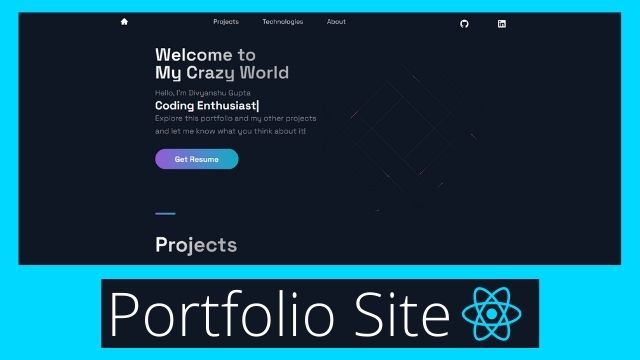 Projects Technologies About
Welcome to
My Crazy World
Hello, I'm Divyanshu Gupta
Coding Enthusiast|
Explore this portfolio and my other projects
and let me know what you think about it!
Get Resume
Projects
Portfolio Site